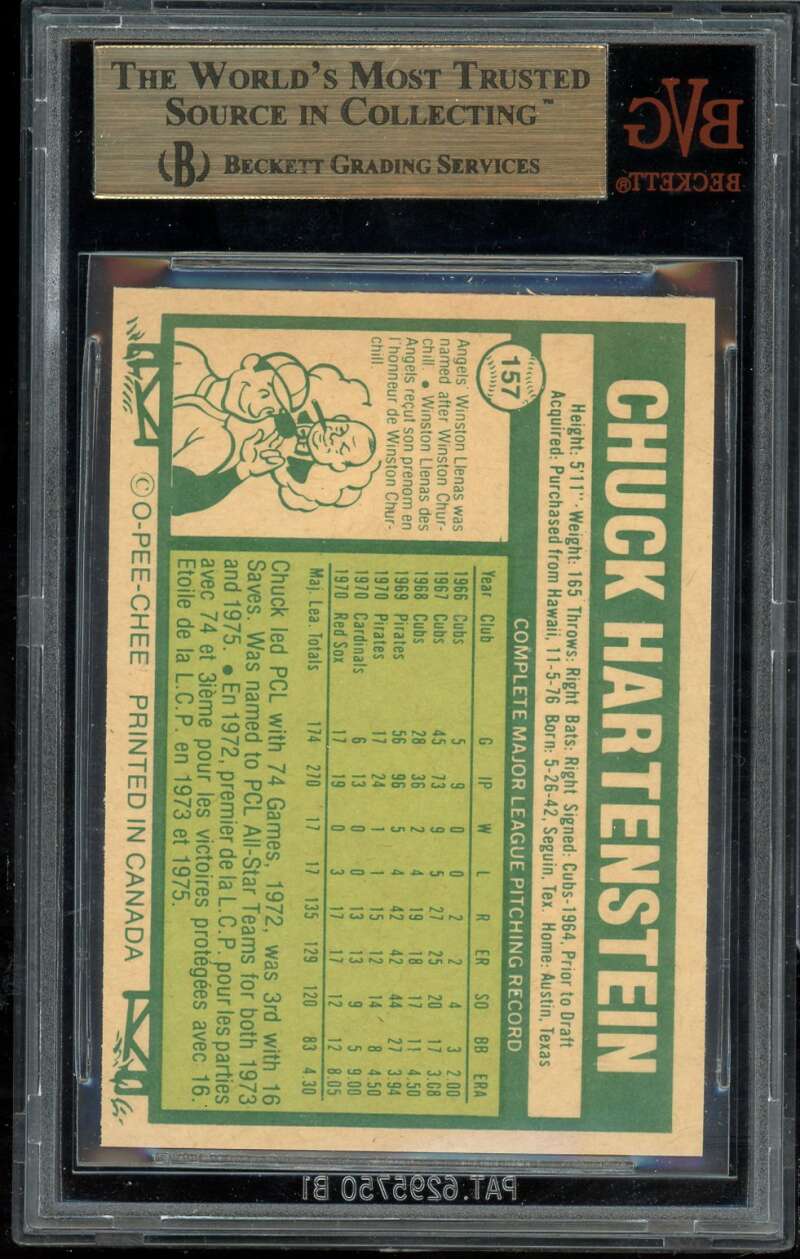 THE WORLD'S MOST TRUSTED
SOURCE IN COLLECTING™
(B) BECKETT GRADING SERVICES
BVG
BECKETT®
157
CHUCK HARTENSTEIN
Height: 5'11" · Weight: 165 Throws: Right Bats: Right Signed: Cubs-1964, Prior to Draft
Acquired: Purchased from Hawaii, 11-5-76 Born: 5-26-42, Seguin, Tex. Home: Austin, Texas
COMPLETE MAJOR LEAGUE PITCHING RECORD
Year Club G IP W L R ER SO BB ERA
1966 Cubs 5 9 0 0 2 2 4 3 2.00
1967 Cubs 45 73 9 5 27 25 20 17 3.08
1968 Cubs 28 36 2 4 19 18 17 11 4.50
1969 Pirates 56 96 5 4 42 42 44 27 3.94
1970 Pirates 17 24 1 1 15 12 14 8 4.50
1970 Cardinals 6 13 0 0 13 13 9 5 9.00
1970 Red Sox 17 19 0 3 17 17 12 12 8.05
Maj. Lea. Totals 174 270 17 17 135 129 120 83 4.30
Angels' Winston Llenas was
named after Winston Chur-
chill. • Winston Llenas des
Angels reçut son prenom en
l'honneur de Winston Chur-
chill.
Chuck led PCL with 74 Games, 1972, was 3rd with 16
Saves. Was named to PCL All-Star Teams for both 1973
and 1975. • En 1972, premier de la L.C.P. pour les parties
avec 74 et 3ième pour les victoires protégées avec 16.
Etoile de la L.C.P. en 1973 et 1975.
©O-PEE-CHEE PRINTED IN CANADA
PAT.6295750 B1